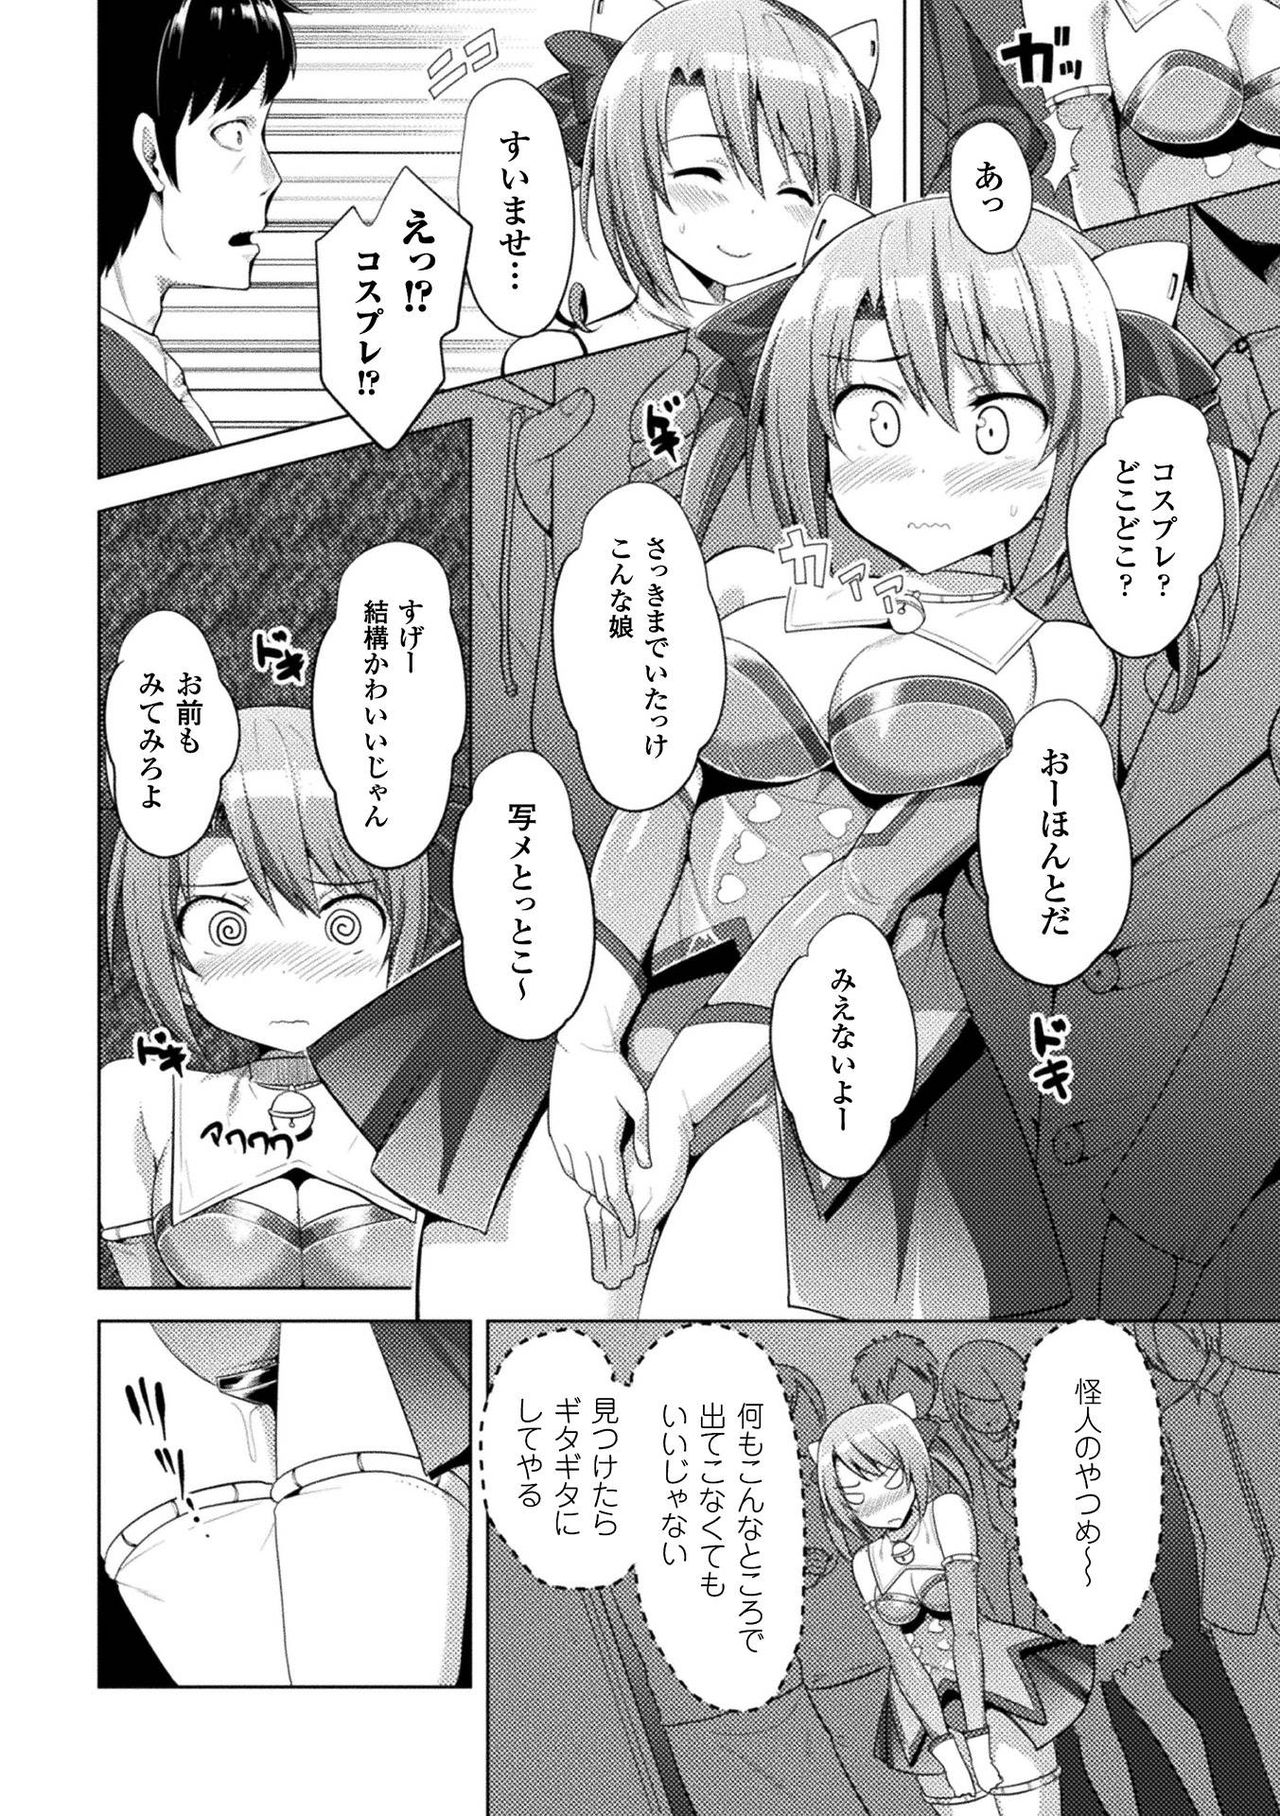 ガッ
あっ
ニコ
すいませ…
えっ!?
コスプレ!?
コスプレ?
どこどこ?
おーほんとだ
みえないよー
カァァァ
ドキ
ドキ
さっきまでいたっけ
こんな娘
写メとっとこ~
すげー
結構かわいいじゃん
お前も
みてみろよ
ドキ
ドキ
アワワワ
怪人のやつめ~
何もこんなところで
出てこなくても
いいじゃない
見つけたら
ギタギタに
してやる